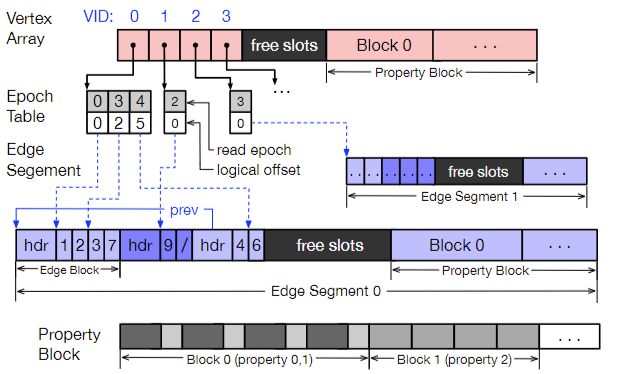 Vertex Array
VID: 0 1 2 3
free slots
Block 0
. . .
Property Block
...
Epoch Table
0 3 4
0 2 5
2
0
3
0
read epoch
logical offset
Edge Segement
.. .. .. .. .. free slots . . .
Edge Segment 1
prev
hdr 1 2 3 7 hdr 9 / hdr 4 6 free slots Block 0 . . .
Edge Block
Property Block
Edge Segment 0
Property Block
. . .
Block 0 (property 0,1)
Block 1 (property 2)